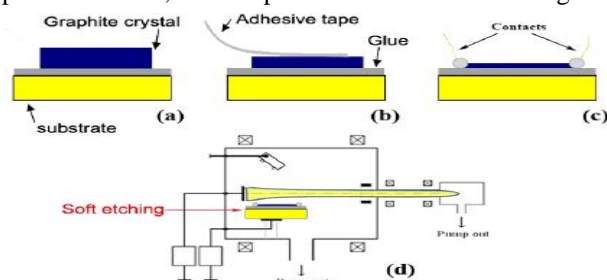 Graphite crystal
Adhesive tape
Glue
Contacts
(a)
(b)
(c)
substrate
Soft etching
Pump out
(d)